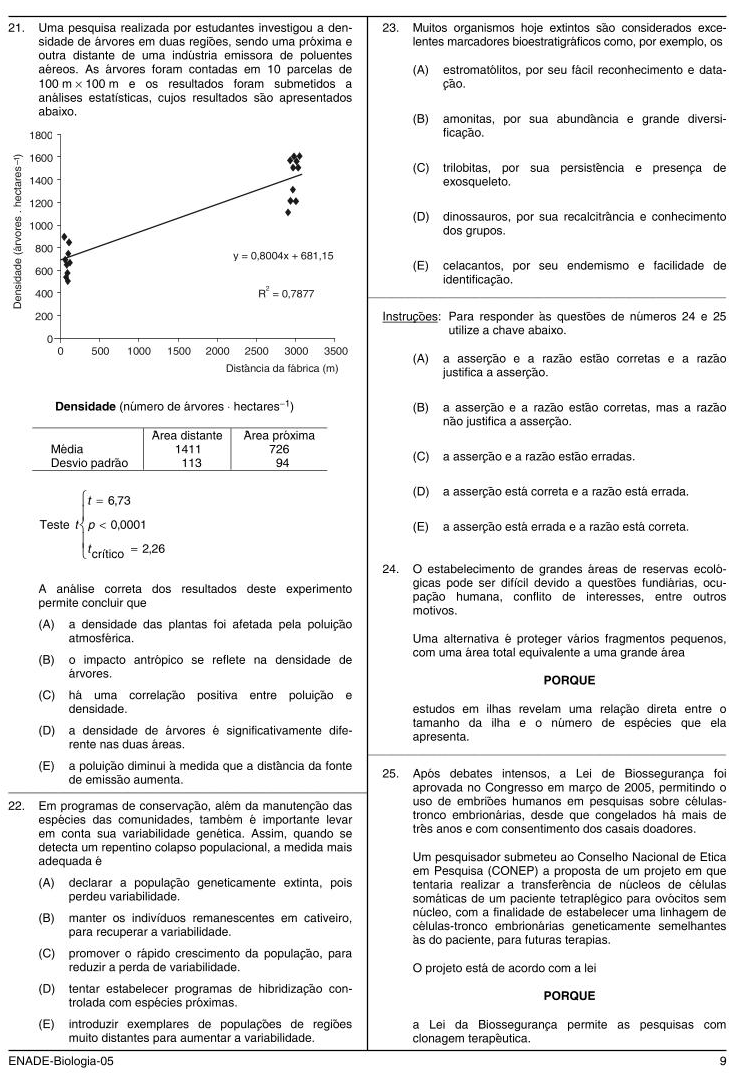 21. Uma pesquisa realizada por estudantes investigou a den-
sidade de árvores em duas regiões, sendo uma próxima e
outra distante de uma indústria emissora de poluentes
aéreos. As árvores foram contadas em 10 parcelas de
100 m × 100 m e os resultados foram submetidos a
análises estatísticas, cujos resultados são apresentados
abaixo.
Densidade (árvores . hectares–1)
1800
1600
1400
1200
1000
800
600
400
200
0
y = 0,8004x + 681,15
R² = 0,7877
0 500 1000 1500 2000 2500 3000 3500
Distância da fábrica (m)
Densidade (número de árvores · hectares–1)
Área distante Área próxima
Média 1411 726
Desvio padrão 113 94
Teste t
t = 6,73
p < 0,0001
tcrítico = 2,26
A análise correta dos resultados deste experimento
permite concluir que
(A) a densidade das plantas foi afetada pela poluição
atmosférica.
(B) o impacto antrópico se reflete na densidade de
árvores.
(C) há uma correlação positiva entre poluição e
densidade.
(D) a densidade de árvores é significativamente dife-
rente nas duas áreas.
(E) a poluição diminui à medida que a distância da fonte
de emissão aumenta.
22. Em programas de conservação, além da manutenção das
espécies das comunidades, também é importante levar
em conta sua variabilidade genética. Assim, quando se
detecta um repentino colapso populacional, a medida mais
adequada é
(A) declarar a população geneticamente extinta, pois
perdeu variabilidade.
(B) manter os indivíduos remanescentes em cativeiro,
para recuperar a variabilidade.
(C) promover o rápido crescimento da população, para
reduzir a perda de variabilidade.
(D) tentar estabelecer programas de hibridização con-
trolada com espécies próximas.
(E) introduzir exemplares de populações de regiões
muito distantes para aumentar a variabilidade.
23. Muitos organismos hoje extintos são considerados exce-
lentes marcadores bioestratigráficos como, por exemplo, os
(A) estromatólitos, por seu fácil reconhecimento e data-
ção.
(B) amonitas, por sua abundância e grande diversi-
ficação.
(C) trilobitas, por sua persistência e presença de
exosqueleto.
(D) dinossauros, por sua recalcitrância e conhecimento
dos grupos.
(E) celacantos, por seu endemismo e facilidade de
identificação.
Instruções: Para responder às questões de números 24 e 25
utilize a chave abaixo.
(A) a asserção e a razão estão corretas e a razão
justifica a asserção.
(B) a asserção e a razão estão corretas, mas a razão
não justifica a asserção.
(C) a asserção e a razão estão erradas.
(D) a asserção está correta e a razão está errada.
(E) a asserção está errada e a razão está correta.
24. O estabelecimento de grandes áreas de reservas ecoló-
gicas pode ser difícil devido a questões fundiárias, ocu-
pação humana, conflito de interesses, entre outros
motivos.
Uma alternativa é proteger vários fragmentos pequenos,
com uma área total equivalente a uma grande área
PORQUE
estudos em ilhas revelam uma relação direta entre o
tamanho da ilha e o número de espécies que ela
apresenta.
25. Após debates intensos, a Lei de Biossegurança foi
aprovada no Congresso em março de 2005, permitindo o
uso de embriões humanos em pesquisas sobre células-
tronco embrionárias, desde que congelados há mais de
três anos e com consentimento dos casais doadores.
Um pesquisador submeteu ao Conselho Nacional de Ética
em Pesquisa (CONEP) a proposta de um projeto em que
tentaria realizar a transferência de núcleos de células
somáticas de um paciente tetraplégico para ovócitos sem
núcleo, com a finalidade de estabelecer uma linhagem de
células-tronco embrionárias geneticamente semelhantes
às do paciente, para futuras terapias.
O projeto está de acordo com a lei
PORQUE
a Lei da Biossegurança permite as pesquisas com
clonagem terapêutica.
ENADE-Biologia-05 9